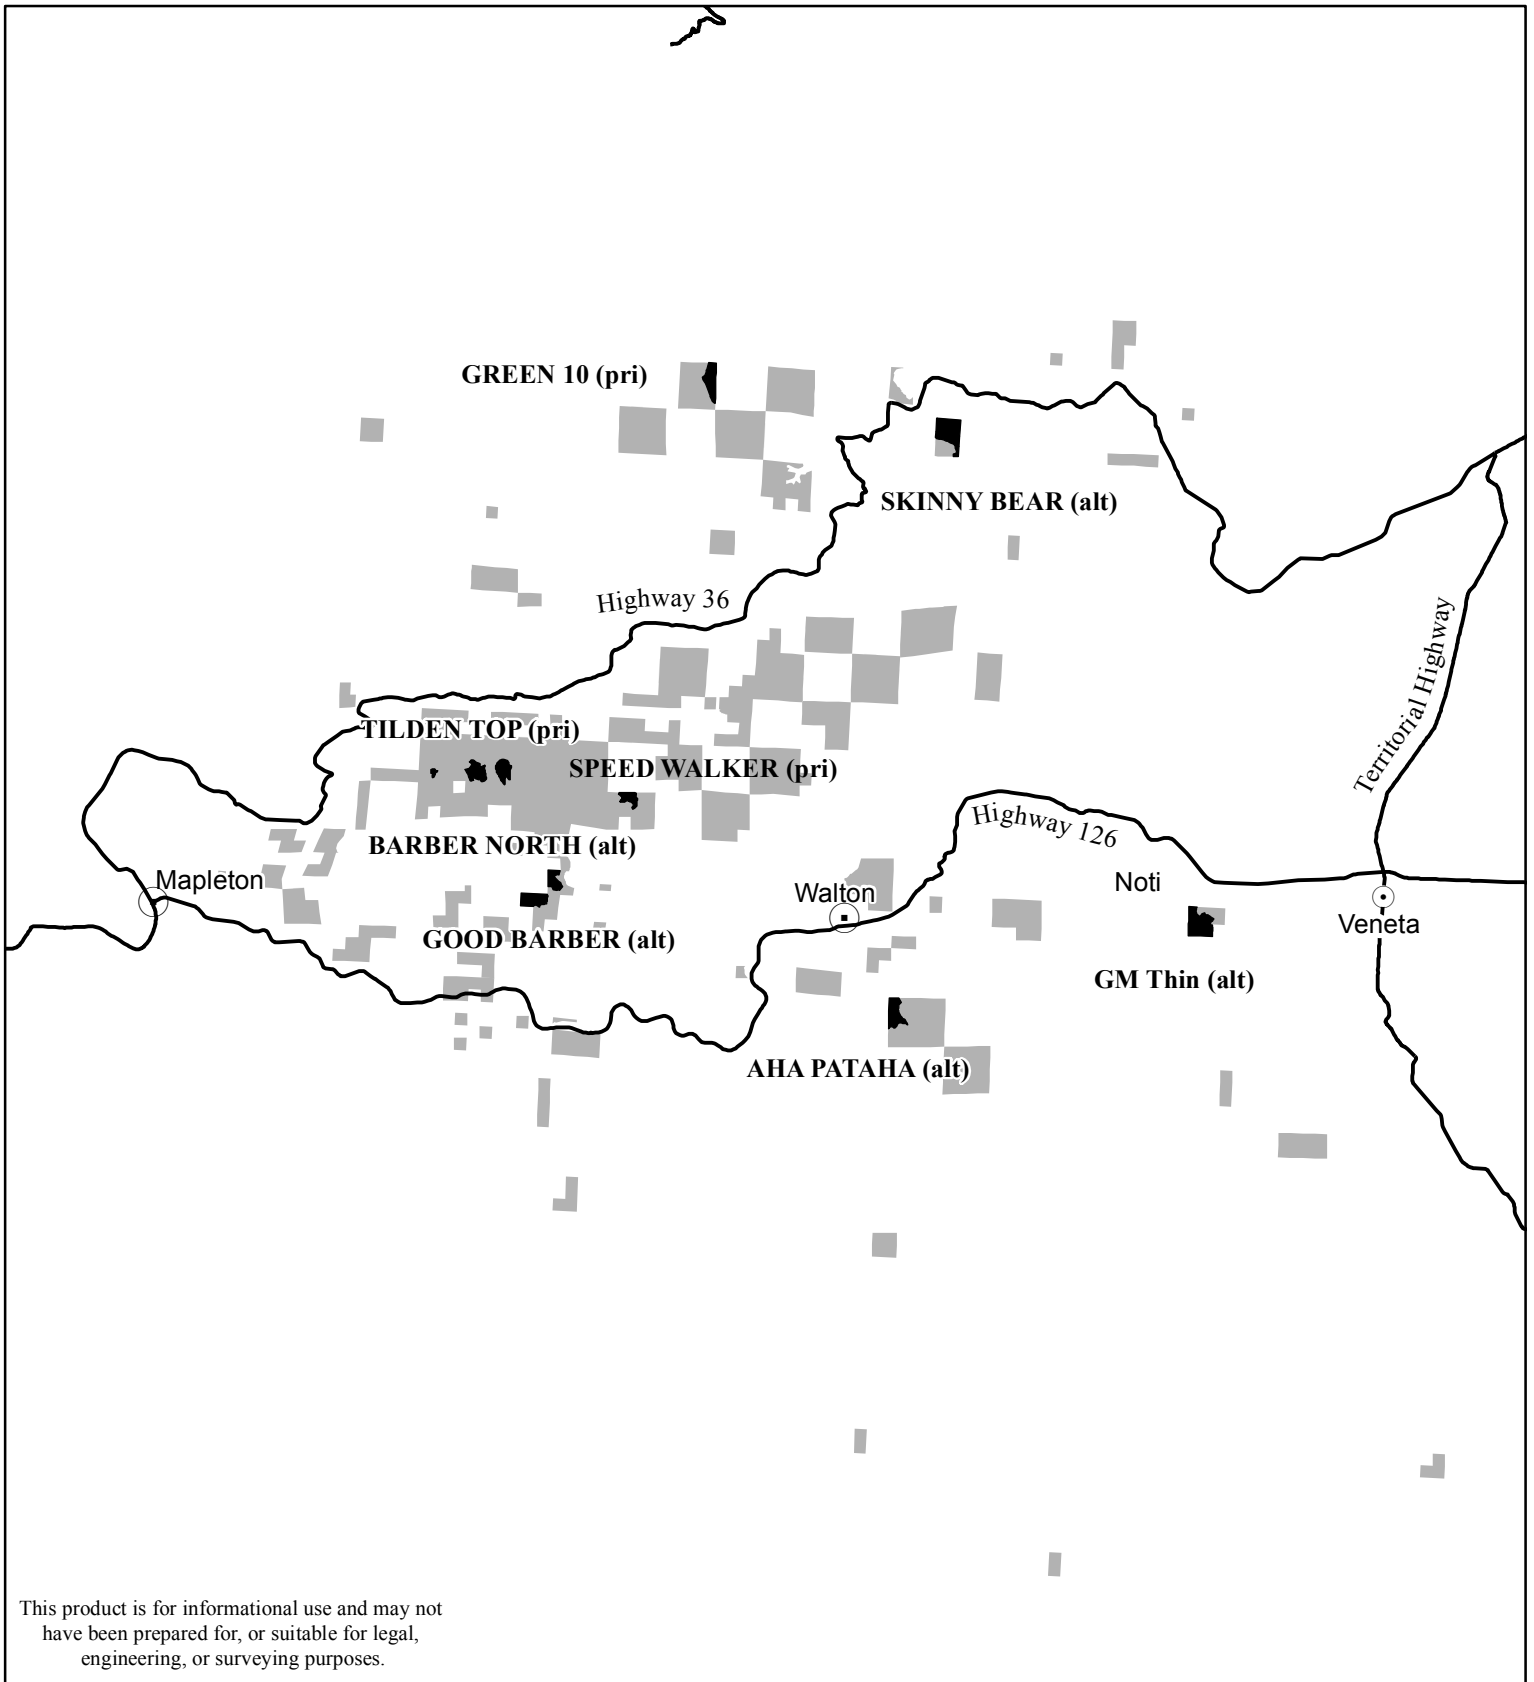 GREEN 10 (pri)
SKINNY BEAR (alt)
Highway 36
Territorial Highway
TILDEN TOP (pri)
SPEED WALKER (pri)
Highway 126
BARBER NORTH (alt)
Mapleton
Walton
Noti
Veneta
GOOD BARBER (alt)
GM Thin (alt)
AHA PATAHA (alt)
This product is for informational use and may not
have been prepared for, or suitable for legal,
engineering, or surveying purposes.